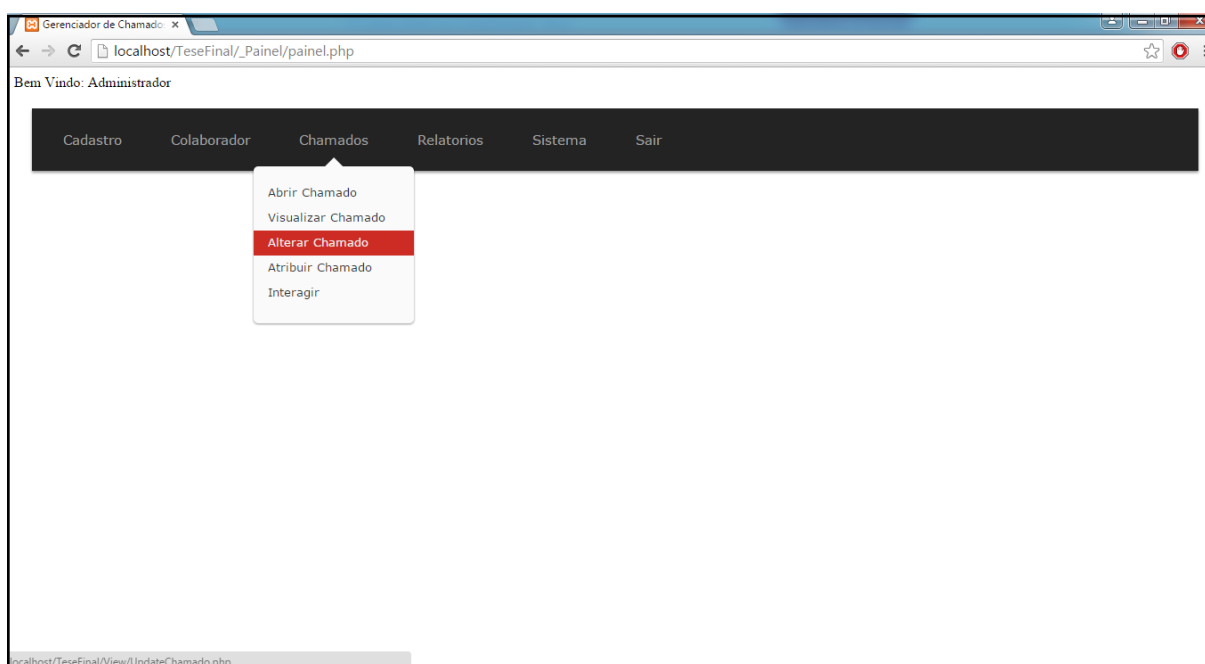 Gerenciador de Chamado
localhost/TeseFinal/_Painel/painel.php
Bem Vindo: Administrador
Cadastro Colaborador Chamados Relatorios Sistema Sair
Abrir Chamado
Visualizar Chamado
Alterar Chamado
Atribuir Chamado
Interagir
localhost/TeseFinal/View/UpdateChamado.php